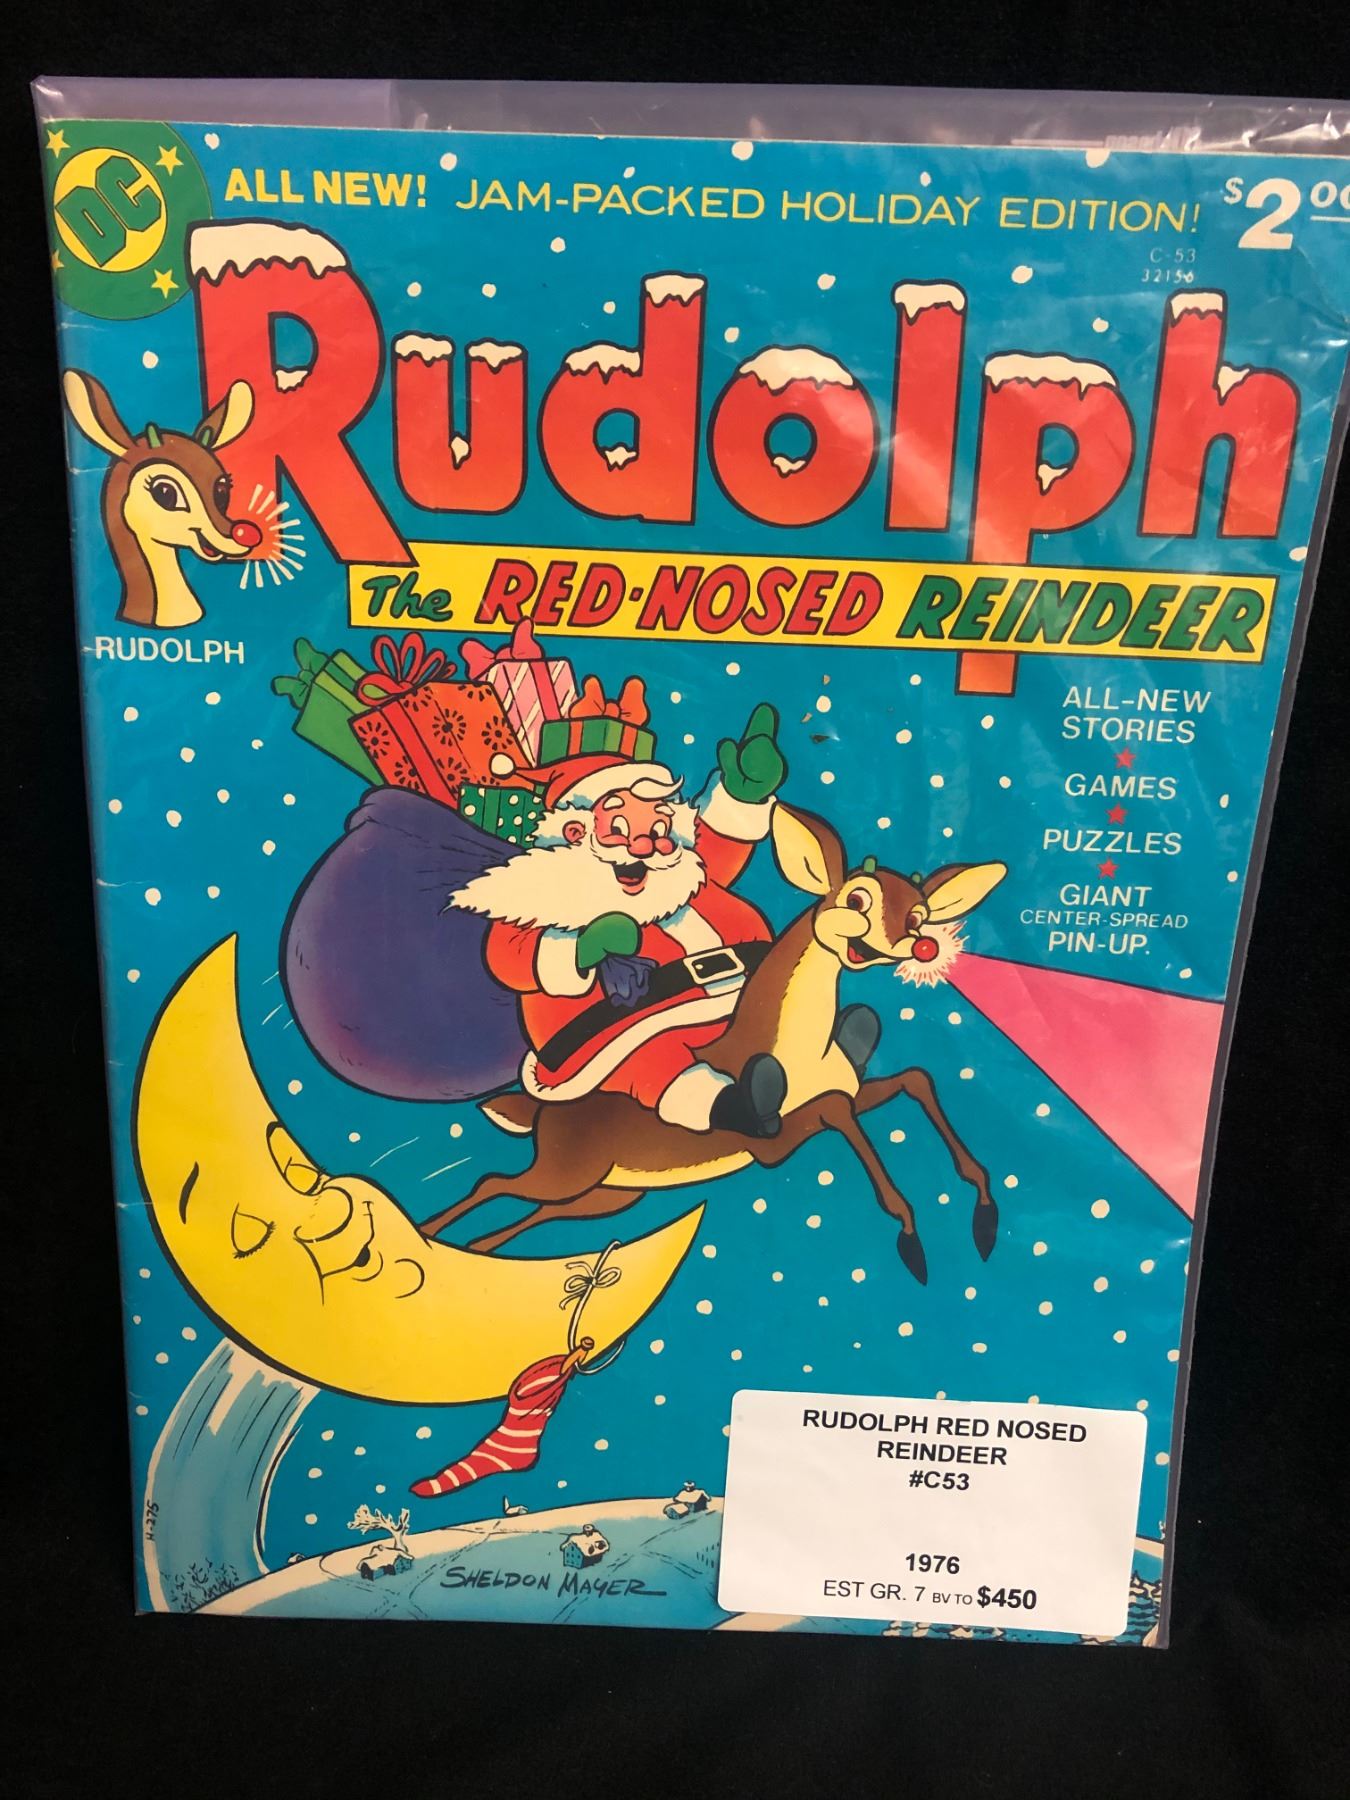 DC
ALL NEW! JAM-PACKED HOLIDAY EDITION!
$2.00
C-53
32156
Rudolph
The RED-NOSED REINDEER
RUDOLPH
ALL-NEW
STORIES
GAMES
PUZZLES
GIANT
CENTER-SPREAD
PIN-UP.
H-275
SHELDON MAYER
RUDOLPH RED NOSED
REINDEER
#C53
1976
EST GR. 7 BV TO $450